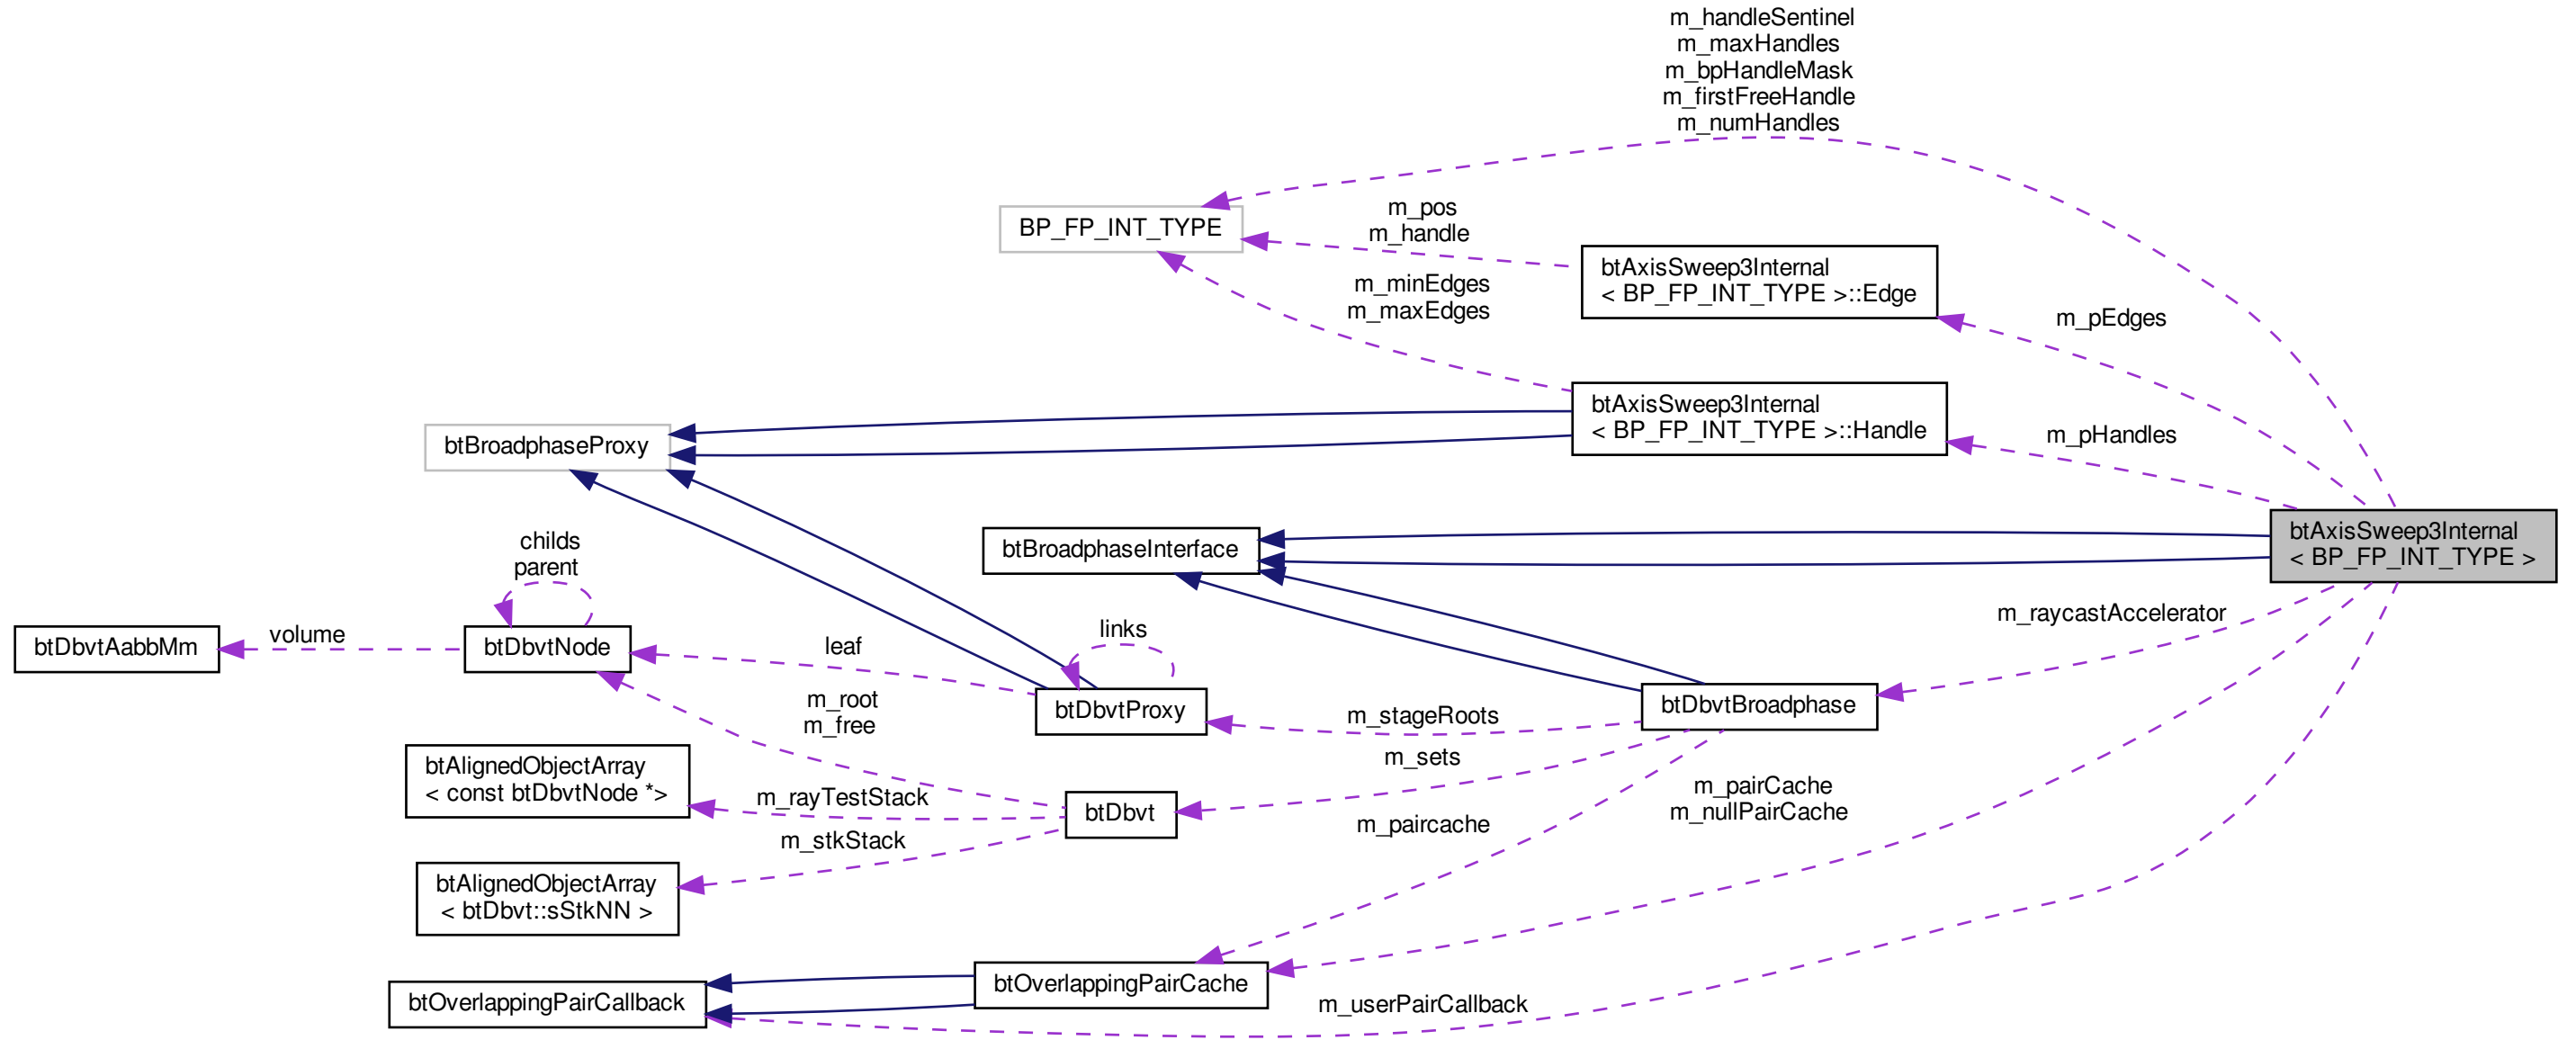 m_handleSentinel
m_maxHandles
m_bpHandleMask
m_firstFreeHandle
m_numHandles
BP_FP_INT_TYPE
m_pos
m_handle
btAxisSweep3Internal
< BP_FP_INT_TYPE >::Edge
m_minEdges
m_maxEdges
m_pEdges
btBroadphaseProxy
btAxisSweep3Internal
< BP_FP_INT_TYPE >::Handle
m_pHandles
btBroadphaseInterface
btAxisSweep3Internal
< BP_FP_INT_TYPE >
childs
parent
btDbvtAabbMm
volume
btDbvtNode
leaf
links
m_raycastAccelerator
m_root
m_free
btDbvtProxy
m_stageRoots
btDbvtBroadphase
btAlignedObjectArray
< const btDbvtNode *>
m_rayTestStack
btDbvt
m_sets
m_paircache
m_pairCache
m_nullPairCache
m_stkStack
btAlignedObjectArray
< btDbvt::sStkNN >
btOverlappingPairCallback
btOverlappingPairCache
m_userPairCallback